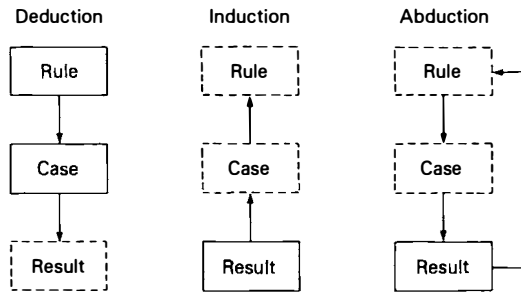 Deduction Induction Abduction
Rule Rule Rule
Case Case Case
Result Result Result